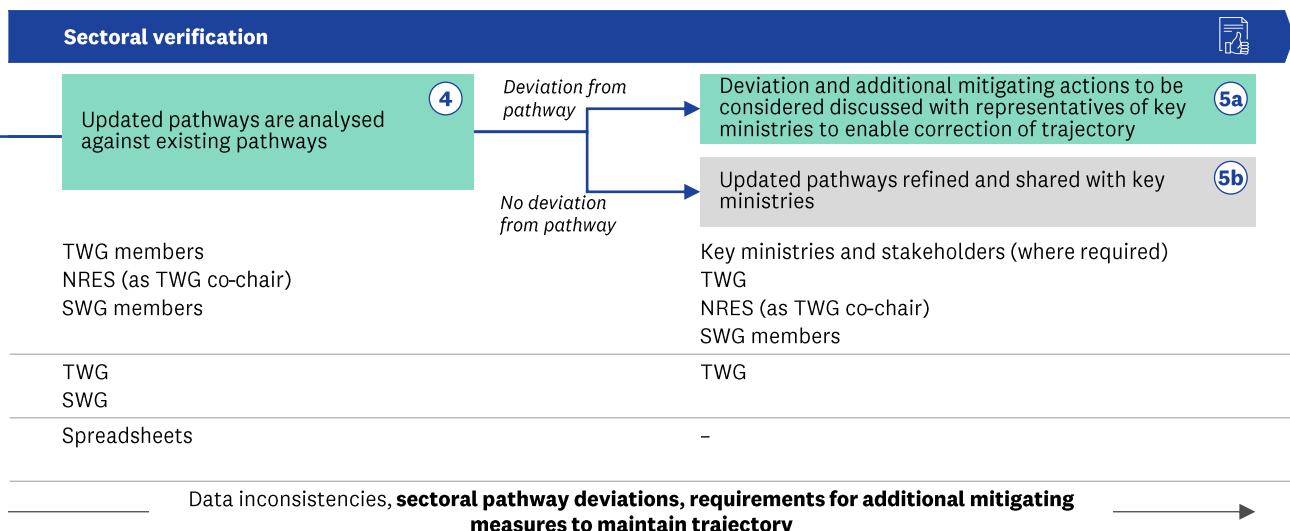 Sectoral verification
Updated pathways are analysed
against existing pathways
4
Deviation from
pathway
No deviation
from pathway
Deviation and additional mitigating actions to be
considered discussed with representatives of key
ministries to enable correction of trajectory
5a
Updated pathways refined and shared with key
ministries
5b
TWG members
NRES (as TWG co-chair)
SWG members
Key ministries and stakeholders (where required)
TWG
NRES (as TWG co-chair)
SWG members
TWG
SWG
TWG
Spreadsheets
–
Data inconsistencies, sectoral pathway deviations, requirements for additional mitigating
measures to maintain trajectory